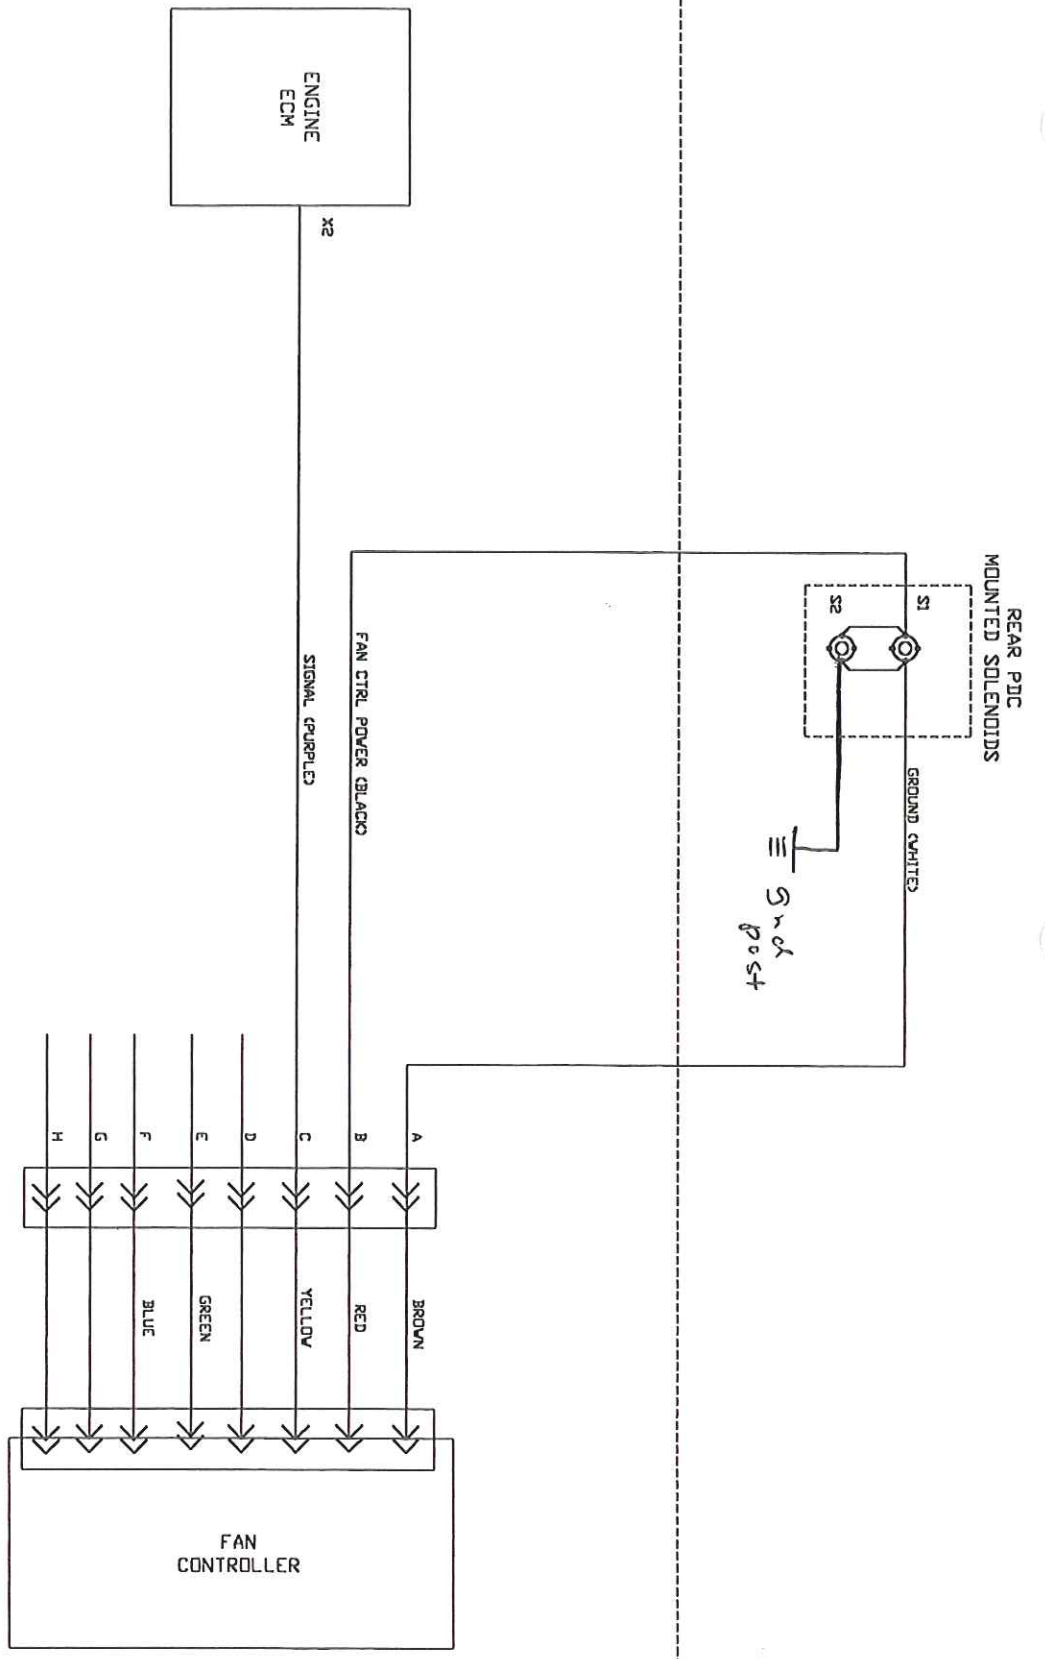 ENGINE
ECM
X2
REAR PDC
MOUNTED SOLENOIDS
S1
S2
GROUND (WHITE)
Gnd
post
FAN CTRL POWER (BLACK)
SIGNAL (PURPLE)
A
B
C
D
E
F
G
H
BROWN
RED
YELLOW
GREEN
BLUE
FAN
CONTROLLER